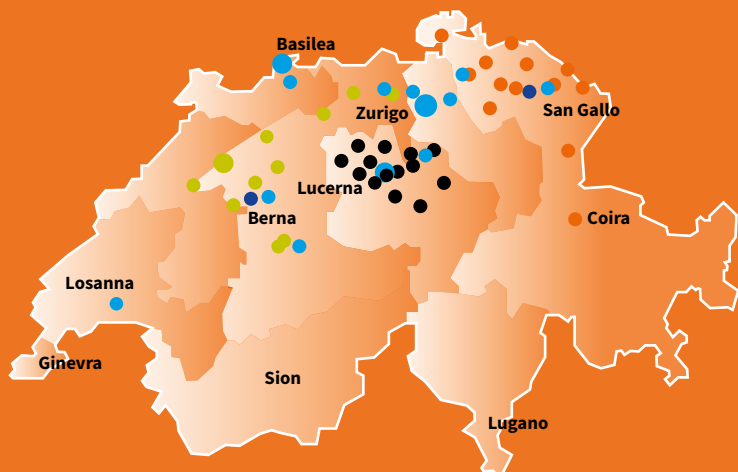 Basilea
Zurigo
San Gallo
Lucerna
Berna
Coira
Losanna
Ginevra
Sion
Lugano